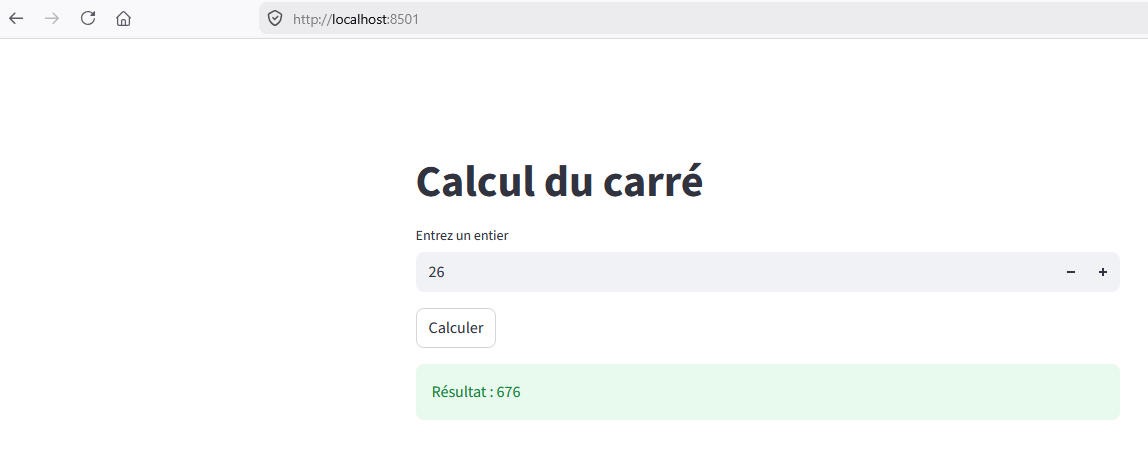 http://localhost:8501
Calcul du carré
Entrez un entier
26
Calculer
Résultat : 676